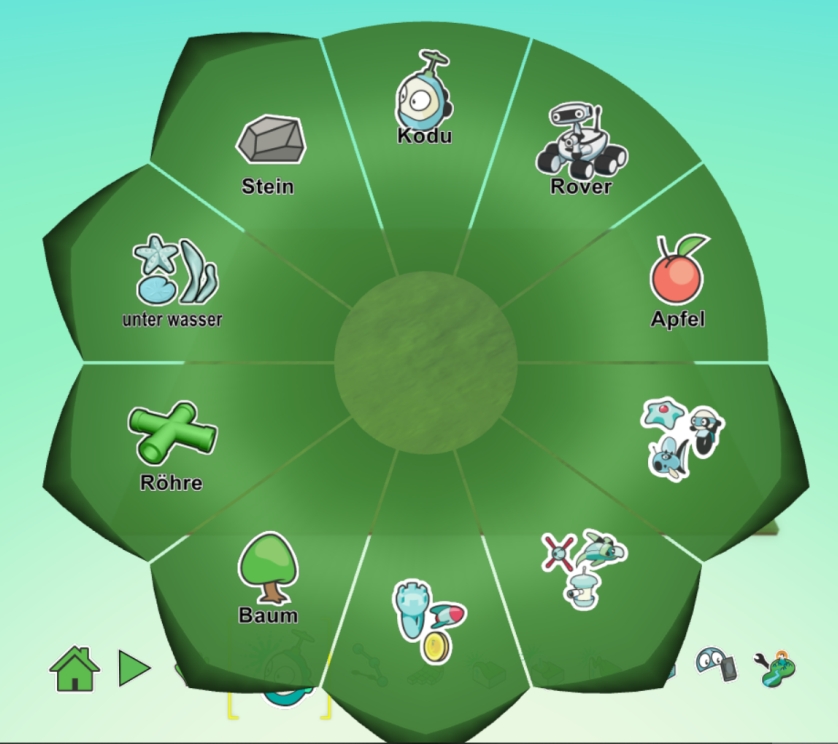 Kodu
Stein
Rover
unter wasser
Apfel
Röhre
Baum